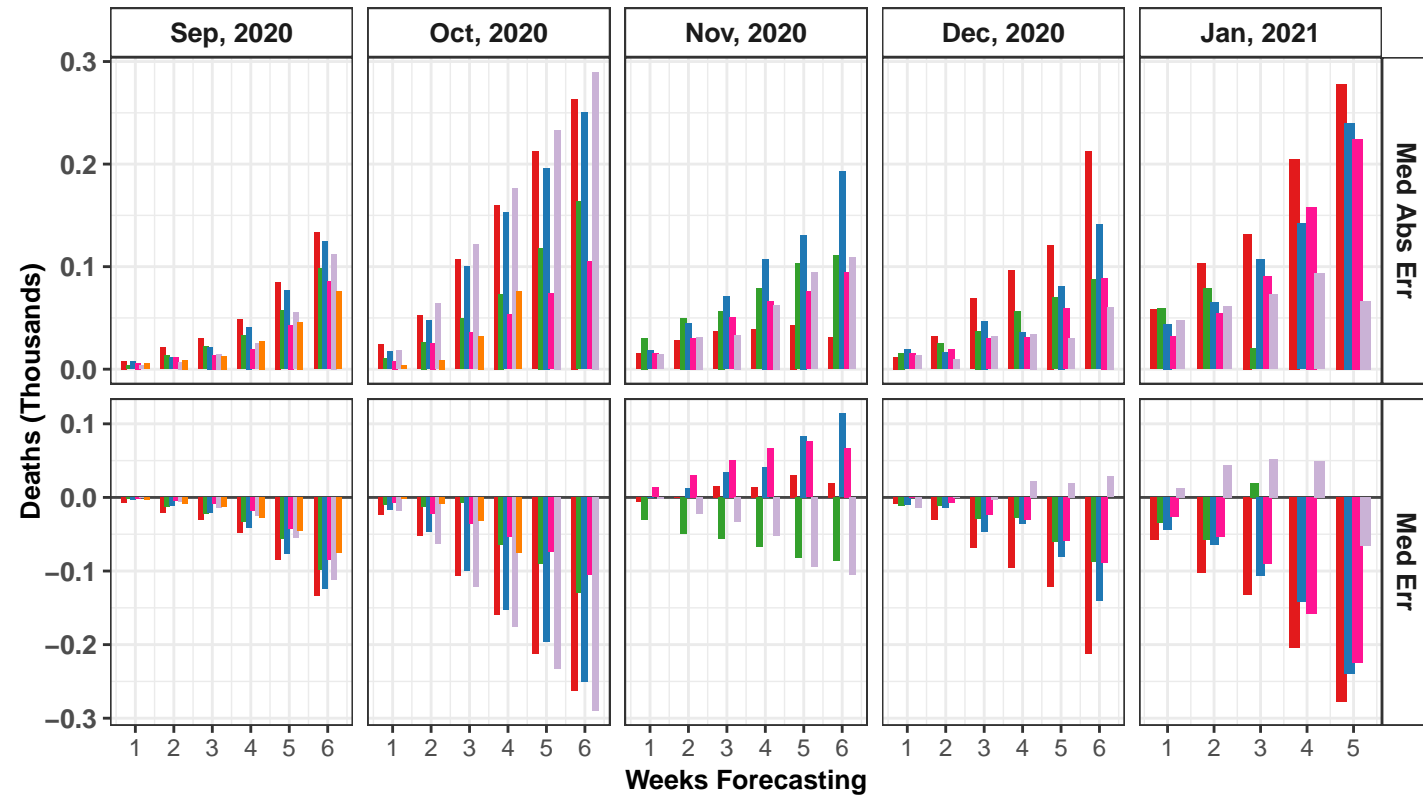 Sep, 2020 Oct, 2020 Nov, 2020 Dec, 2020 Jan, 2021
0.3
0.2
0.1
0.0
Med Abs Err
Deaths (Thousands)
0.1
0.0
−0.1
−0.2
−0.3
Med Err
1 2 3 4 5 6 1 2 3 4 5 6 1 2 3 4 5 6 1 2 3 4 5 6 1 2 3 4 5
Weeks Forecasting